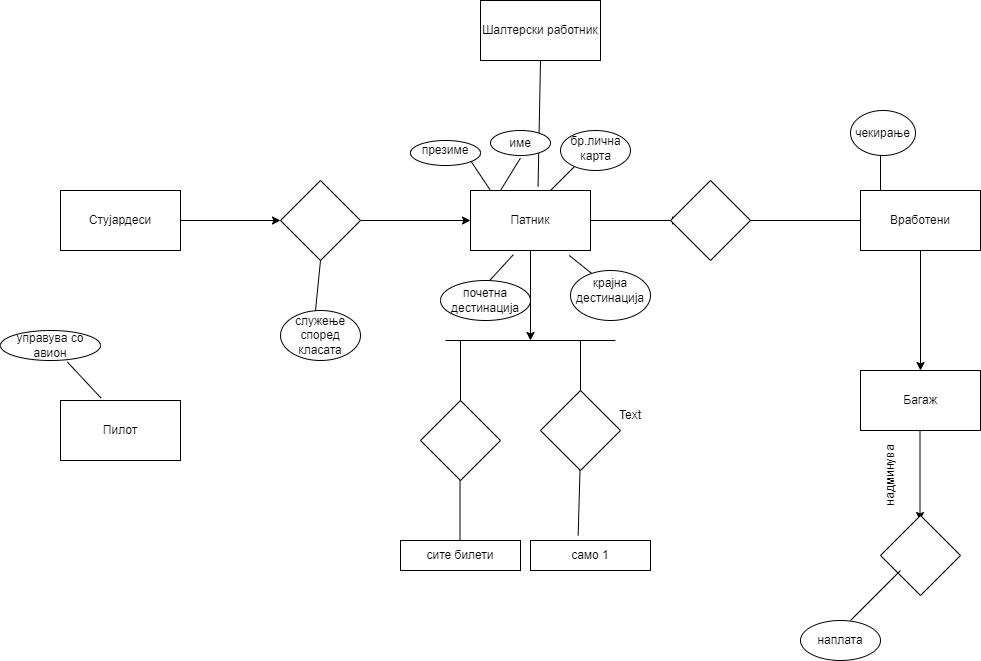 Шалтерски работник
чекирање
презиме
име
бр.лична
карта
Стујардеси
Патник
Вработени
почетна
дестинација
крајна
дестинација
служење
според
класата
управува со
авион
Пилот
Багаж
Text
надминува
сите билети
само 1
наплата